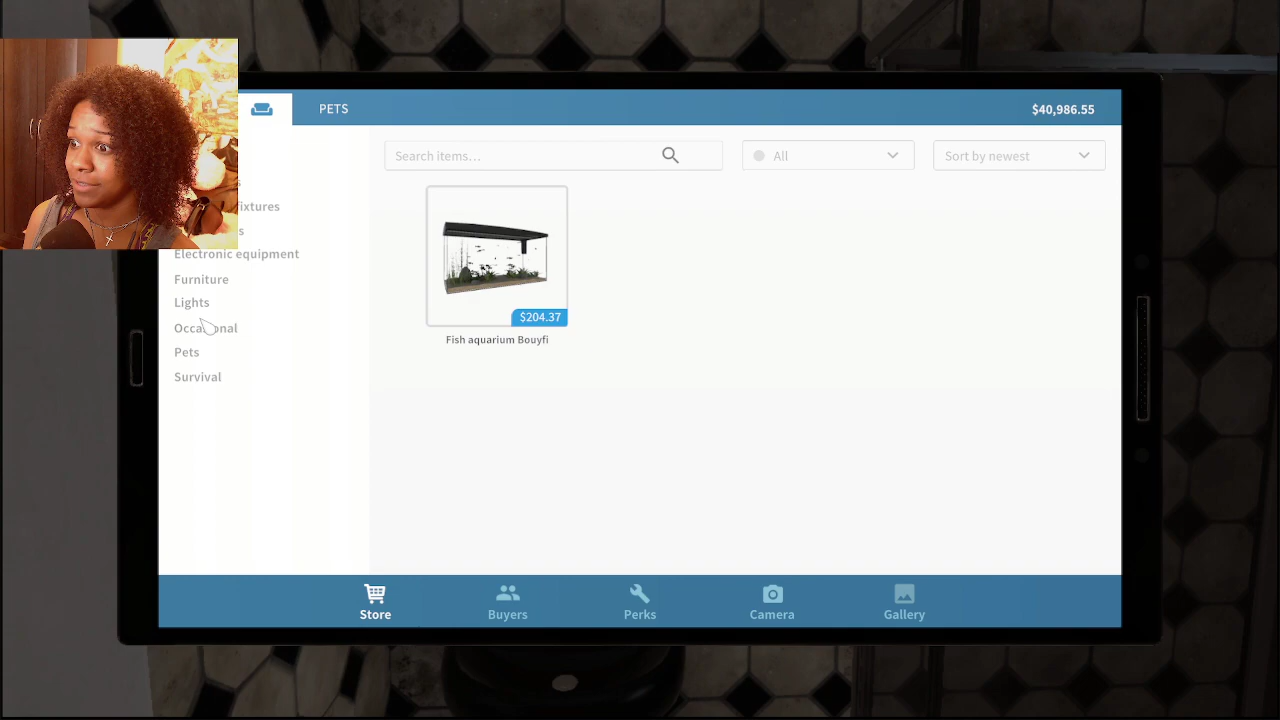 PETS
$40,986.55
Search items...
All
Sort by newest
Electronic equipment
Furniture
Lights
Occasional
Pets
Survival
$204.37
Fish aquarium Bouyfi
Store
Buyers
Perks
Camera
Gallery